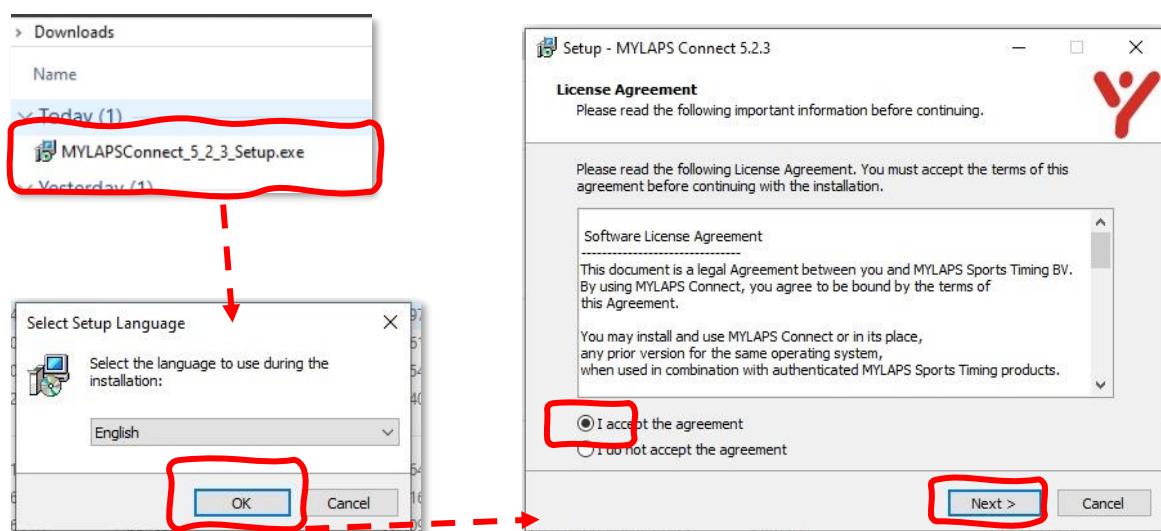 Downloads
Name
Today (1)
MYLAPSConnect_5_2_3_Setup.exe
Yesterday (1)
Select Setup Language
Select the language to use during the
installation:
English
OK
Cancel
Setup - MYLAPS Connect 5.2.3
License Agreement
Please read the following important information before continuing.
Please read the following License Agreement. You must accept the terms of this
agreement before continuing with the installation.
Software License Agreement
-------------------------------
This document is a legal Agreement between you and MYLAPS Sports Timing BV.
By using MYLAPS Connect, you agree to be bound by the terms of
this Agreement.
You may install and use MYLAPS Connect or in its place,
any prior version for the same operating system,
when used in combination with authenticated MYLAPS Sports Timing products.
I accept the agreement
I do not accept the agreement
Next >
Cancel